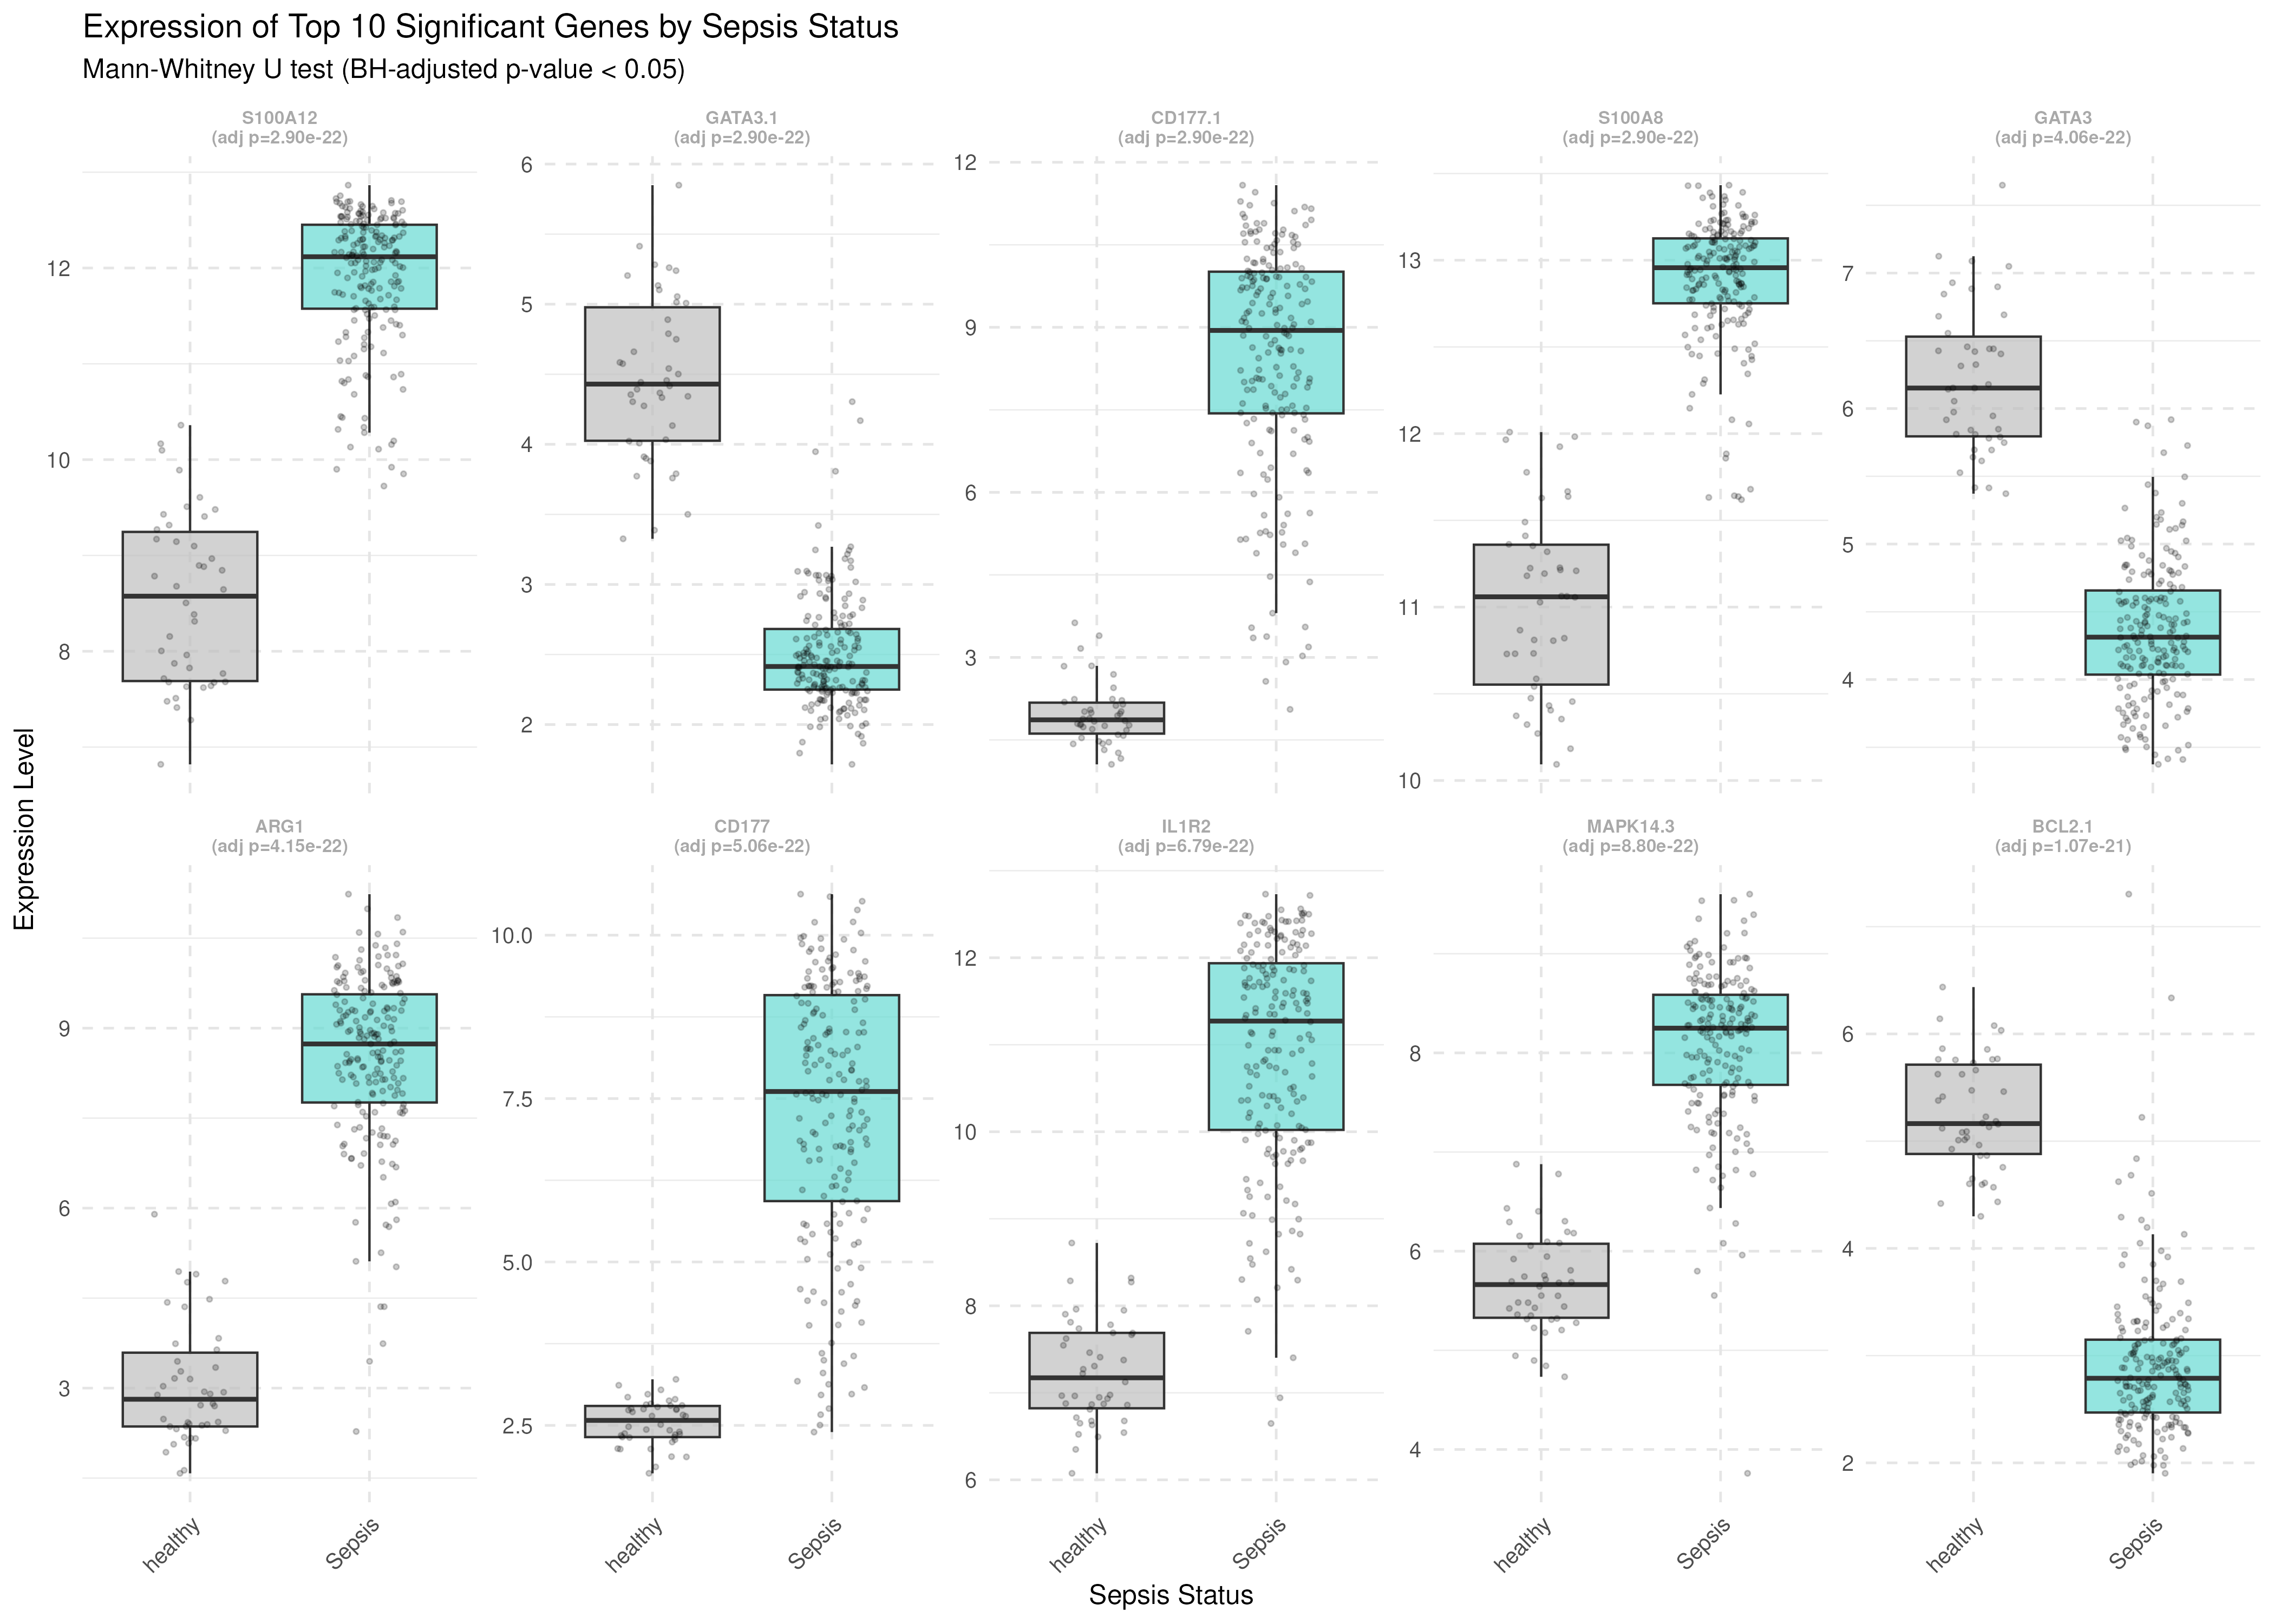 Expression of Top 10 Significant Genes by Sepsis Status
Mann-Whitney U test (BH-adjusted p-value < 0.05)
Expression Level
S100A12
(adj p=2.90e-22)
12
10
8
GATA3.1
(adj p=2.90e-22)
6
5
4
3
2
CD177.1
(adj p=2.90e-22)
12
9
6
3
S100A8
(adj p=2.90e-22)
13
12
11
10
GATA3
(adj p=4.06e-22)
7
6
5
4
ARG1
(adj p=4.15e-22)
9
6
3
healthy
Sepsis
CD177
(adj p=5.06e-22)
10.0
7.5
5.0
2.5
healthy
Sepsis
IL1R2
(adj p=6.79e-22)
12
10
8
6
healthy
Sepsis
MAPK14.3
(adj p=8.80e-22)
8
6
4
healthy
Sepsis
BCL2.1
(adj p=1.07e-21)
6
4
2
healthy
Sepsis
Sepsis Status